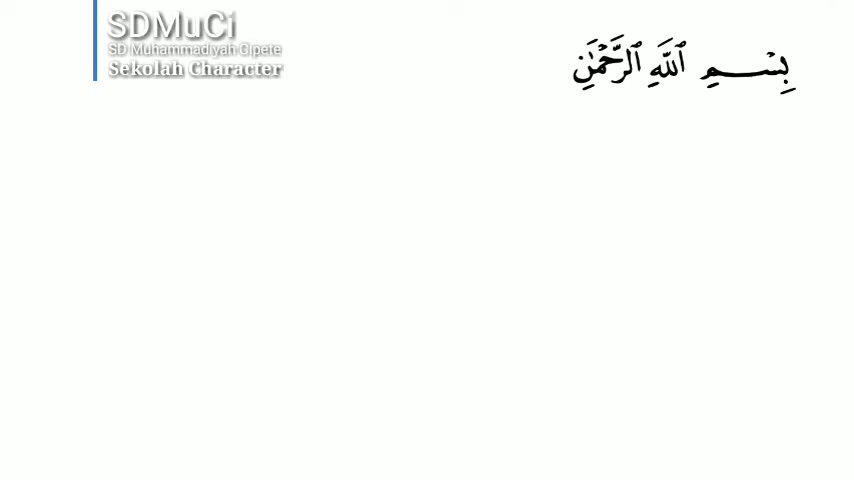 SDMuCi
SD Muhammadiyah Cipete
Sekolah Character
بِسْمِ ٱللَّهِ ٱلرَّحْمَٰنِ